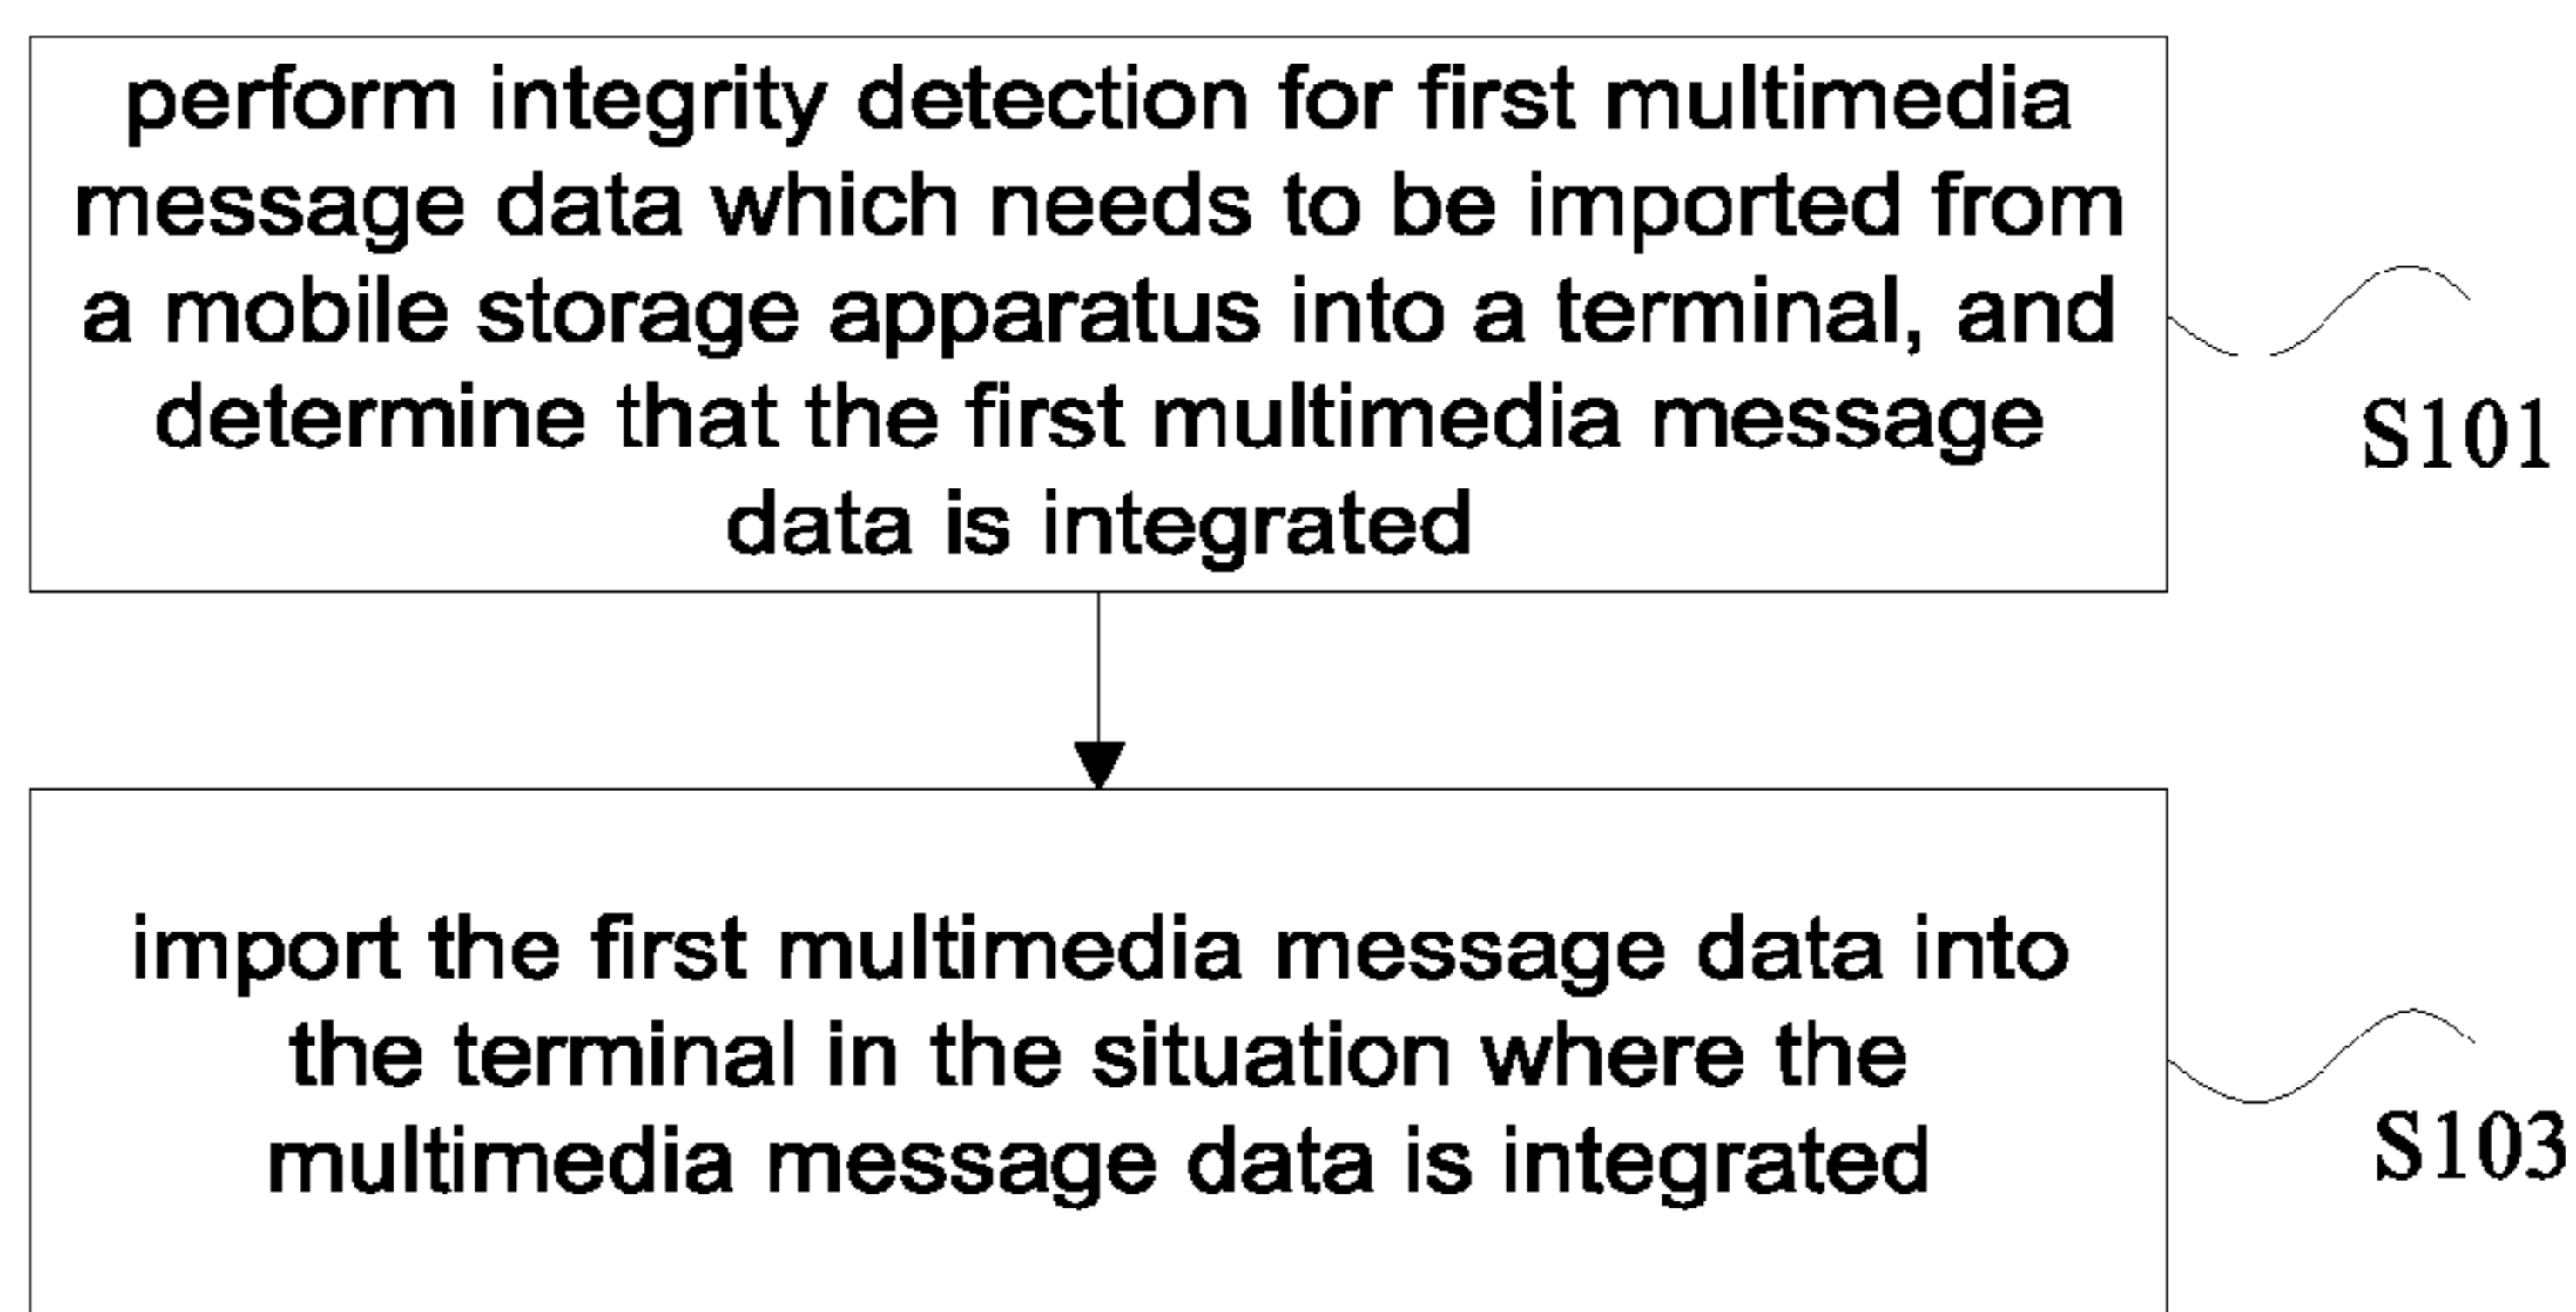 perform integrity detection for first multimedia
message data which needs to be imported from
a mobile storage apparatus into a terminal, and
determine that the first multimedia message
data is integrated
S101
import the first multimedia message data into
the terminal in the situation where the
multimedia message data is integrated
S103